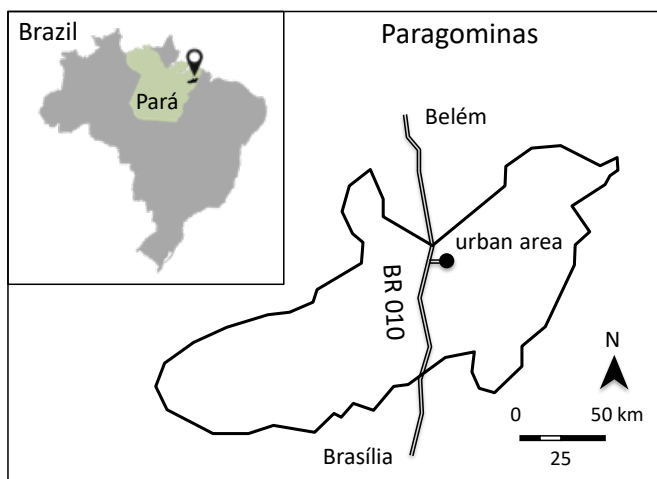 Brazil
Pará
Paragominas
Belém
urban area
BR 010
N
0 50 km
25
Brasília